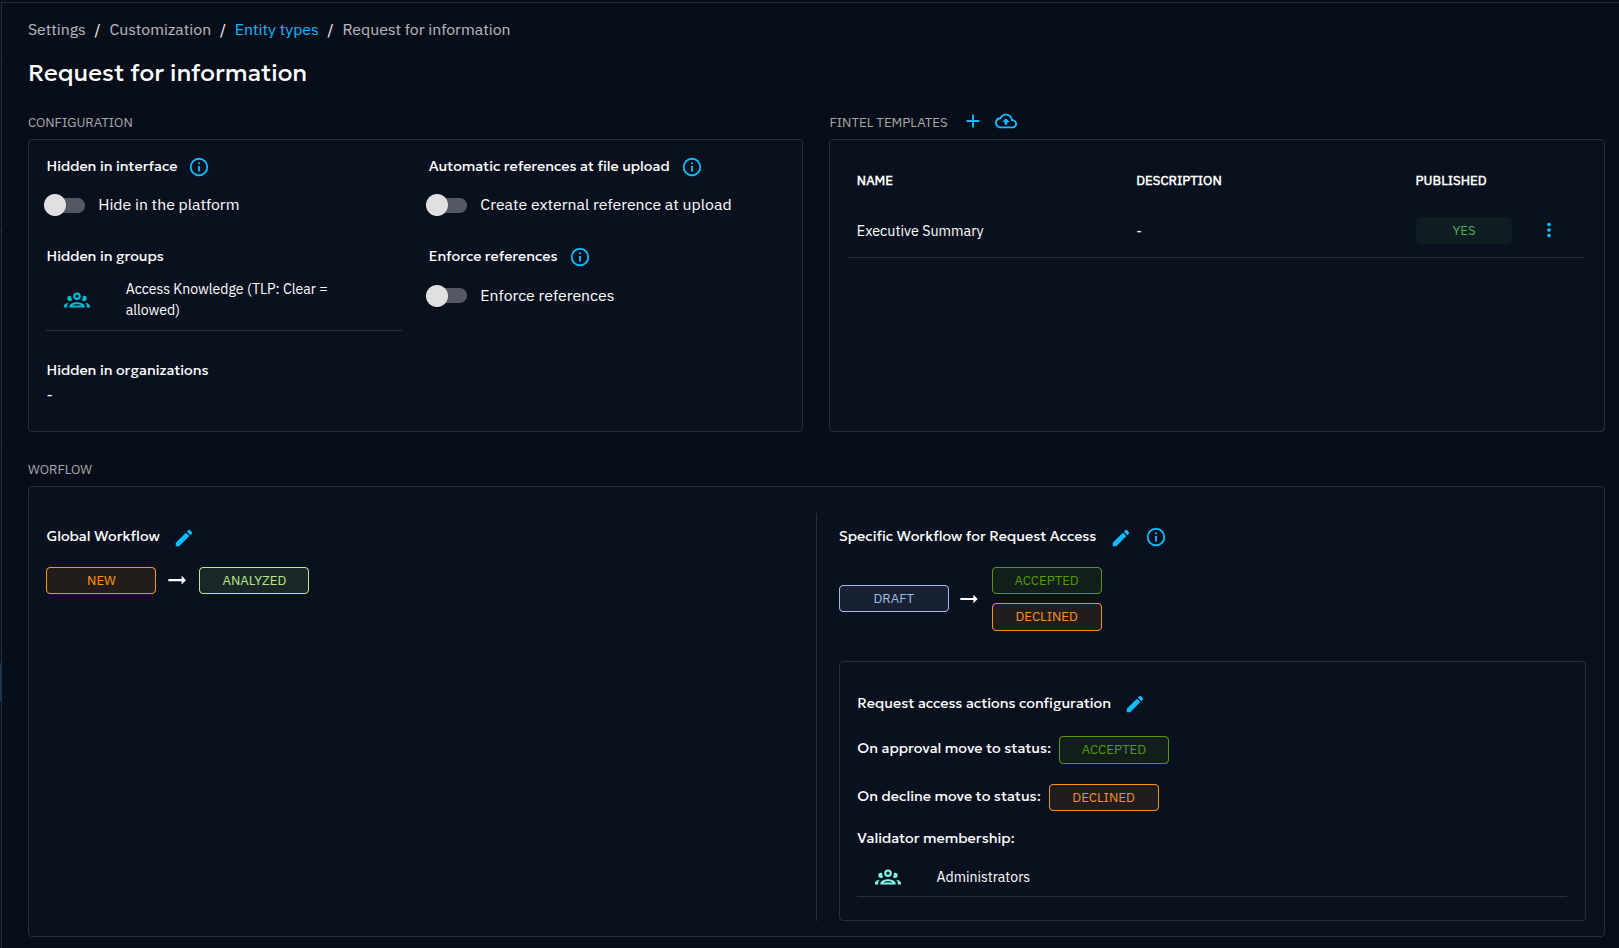 Settings / Customization / Entity types / Request for information
Request for information
CONFIGURATION
Hidden in interface
Hide in the platform
Automatic references at file upload
Create external reference at upload
Hidden in groups
Access Knowledge (TLP: Clear =
allowed)
Enforce references
Enforce references
Hidden in organizations
-
FINTEL TEMPLATES
NAME DESCRIPTION PUBLISHED
Executive Summary - YES
WORFLOW
Global Workflow
NEW → ANALYZED
Specific Workflow for Request Access
DRAFT → ACCEPTED
DECLINED
Request access actions configuration
On approval move to status: ACCEPTED
On decline move to status: DECLINED
Validator membership:
Administrators